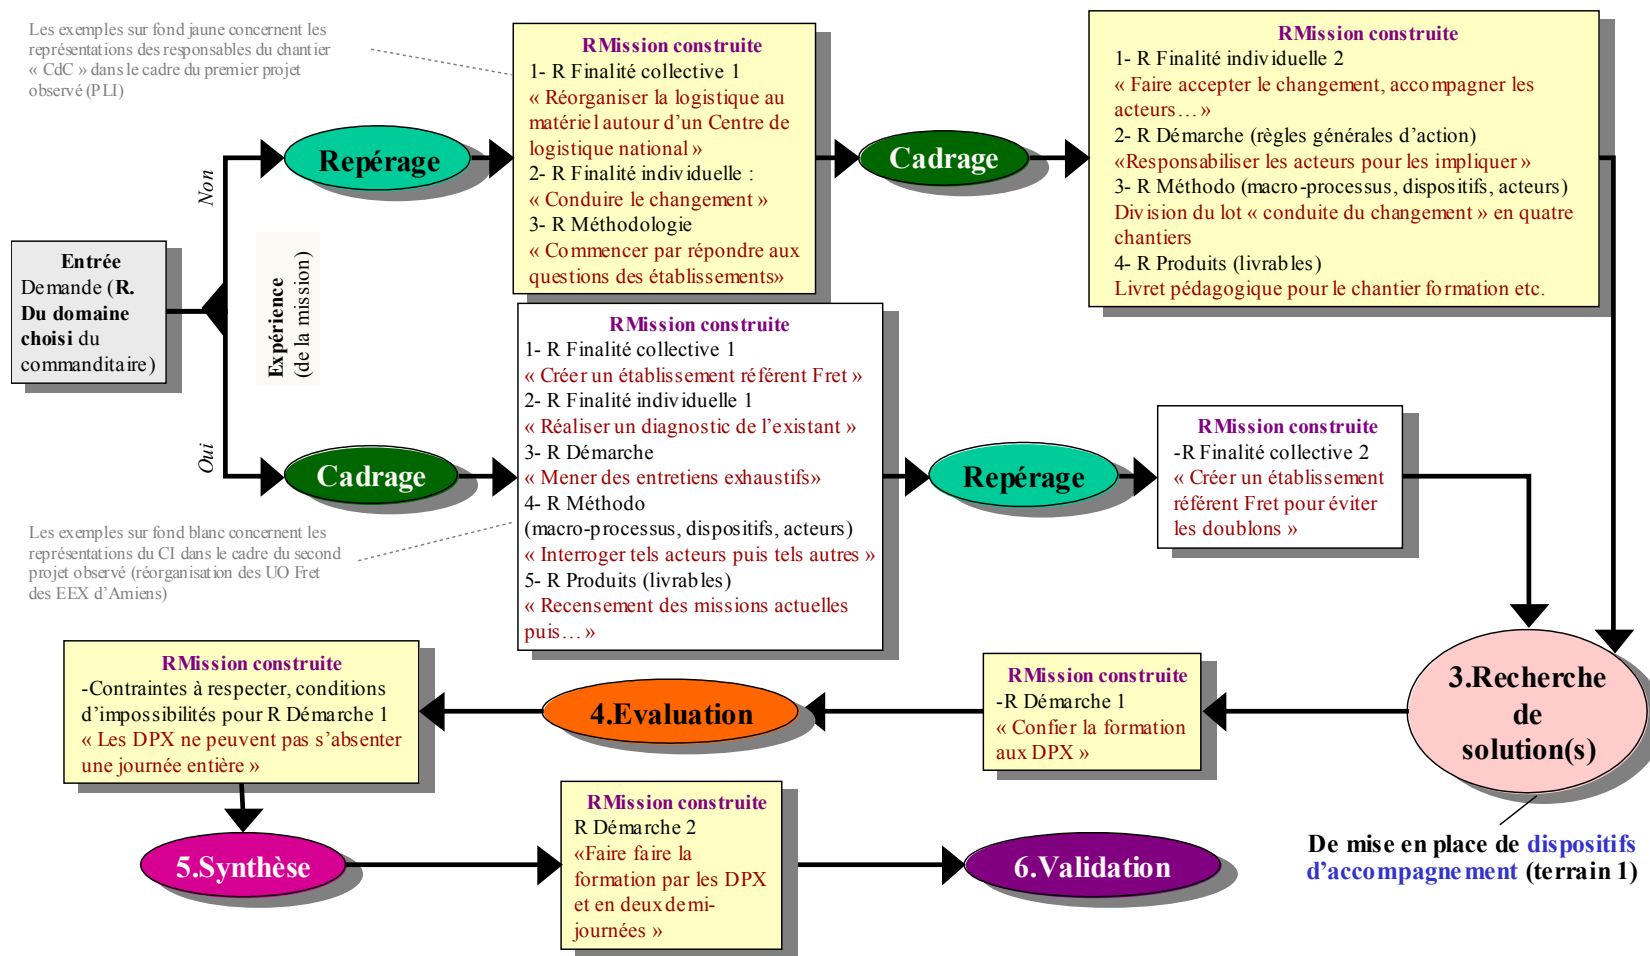 Les exemples sur fond jaune concernent les
représentations des responsables du chantier
« CdC » dans le cadre du premier projet
observé (PLI)
RMission construite
1- R Finalité collective 1
« Réorganiser la logistique au
matériel autour d’un Centre de
logistique national »
2- R Finalité individuelle :
« Conduire le changement »
3- R Méthodologie
« Commencer par répondre aux
questions des établissements»
RMission construite
1- R Finalité individuelle 2
« Faire accepter le changement, accompagner les
acteurs… »
2- R Démarche (règles générales d’action)
«Responsabiliser les acteurs pour les impliquer »
3- R Méthodo (macro-processus, dispositifs, acteurs)
Division du lot « conduite du changement » en quatre
chantiers
4- R Produits (livrables)
Livret pédagogique pour le chantier formation etc.
Repérage
Cadrage
Non
Entrée
Demande (R.
Du domaine
choisi du
commanditaire)
Expérience
(de la mission)
Oui
Cadrage
RMission construite
1- R Finalité collective 1
« Créer un établissement référent Fret »
2- R Finalité individuelle 1
« Réaliser un diagnostic de l’existant »
3- R Démarche
« Mener des entretiens exhaustifs»
4- R Méthodo
(macro-processus, dispositifs, acteurs)
« Interroger tels acteurs puis tels autres »
5- R Produits (livrables)
« Recensement des missions actuelles
puis… »
Repérage
RMission construite
-R Finalité collective 2
« Créer un établissement
référent Fret pour éviter
les doublons »
Les exemples sur fond blanc concernent les
représentations du CI dans le cadre du second
projet observé (réorganisation des UO Fret
des EEX d’Amiens)
3.Recherche
de
solution(s)
De mise en place de dispositifs
d’accompagnement (terrain 1)
RMission construite
-R Démarche 1
« Confier la formation
aux DPX »
4.Evaluation
RMission construite
-Contraintes à respecter, conditions
d’impossibilités pour R Démarche 1
« Les DPX ne peuvent pas s’absenter
une journée entière »
5.Synthèse
RMission construite
R Démarche 2
«Faire faire la
formation par les DPX
et en deux demi-
journées »
6.Validation